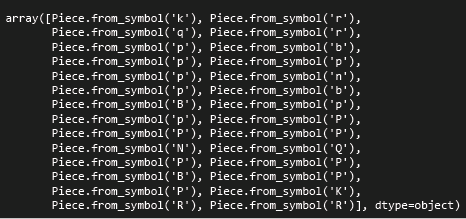 array([Piece.from_symbol('k'), Piece.from_symbol('r'),
       Piece.from_symbol('q'), Piece.from_symbol('r'),
       Piece.from_symbol('p'), Piece.from_symbol('b'),
       Piece.from_symbol('p'), Piece.from_symbol('p'),
       Piece.from_symbol('p'), Piece.from_symbol('n'),
       Piece.from_symbol('p'), Piece.from_symbol('b'),
       Piece.from_symbol('B'), Piece.from_symbol('p'),
       Piece.from_symbol('p'), Piece.from_symbol('P'),
       Piece.from_symbol('P'), Piece.from_symbol('P'),
       Piece.from_symbol('N'), Piece.from_symbol('Q'),
       Piece.from_symbol('P'), Piece.from_symbol('P'),
       Piece.from_symbol('B'), Piece.from_symbol('P'),
       Piece.from_symbol('P'), Piece.from_symbol('K'),
       Piece.from_symbol('R'), Piece.from_symbol('R')], dtype=object)